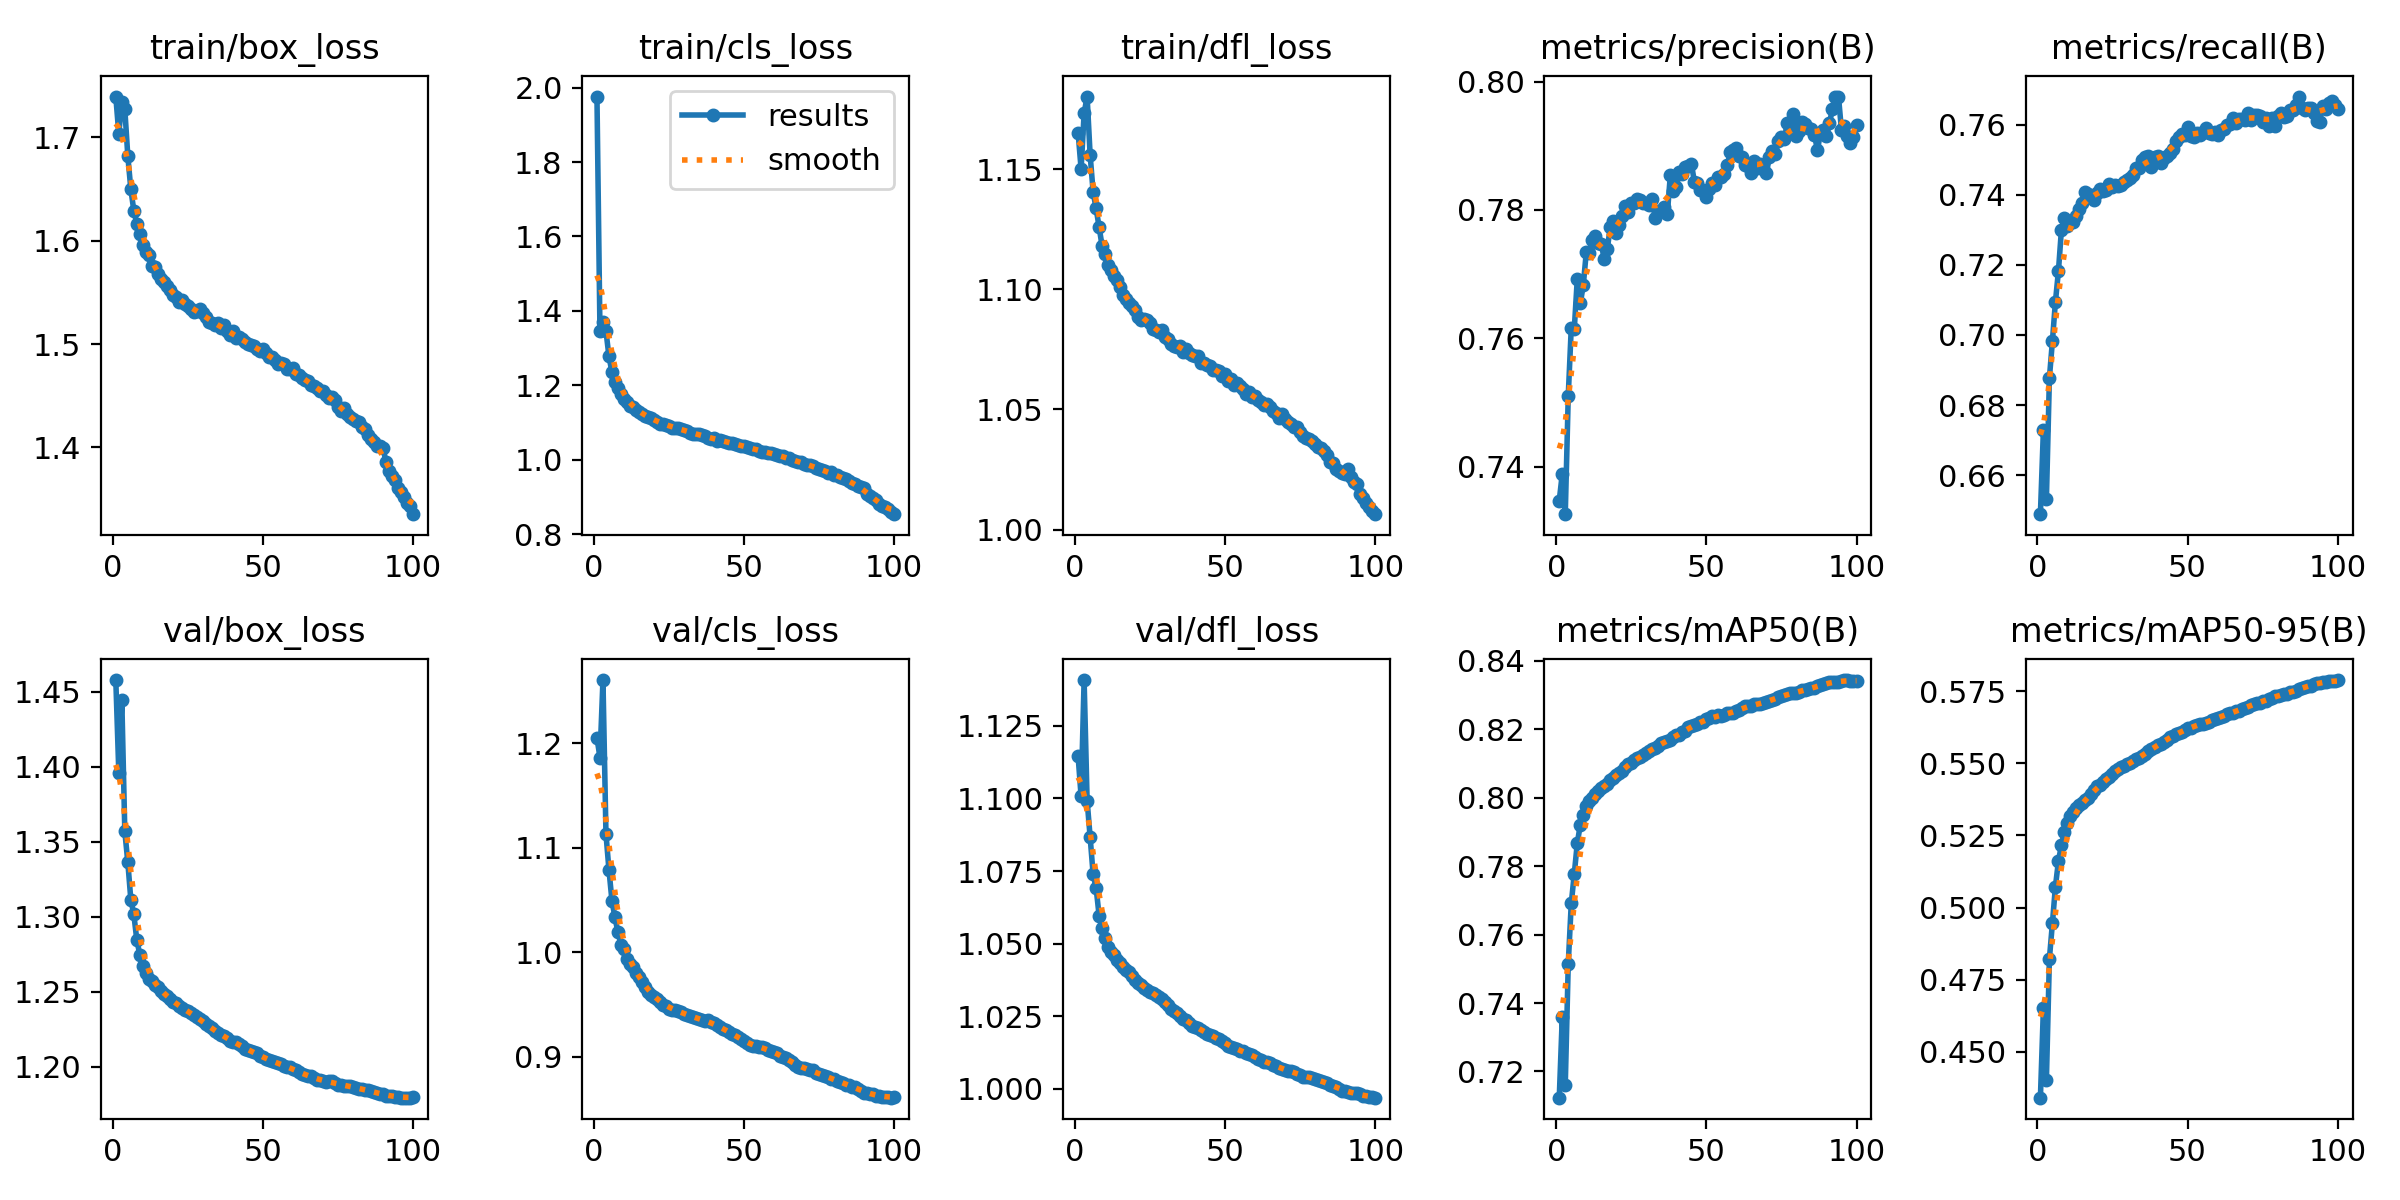 train/box_loss
1.7
1.6
1.5
1.4
0 50 100
train/cls_loss
2.0
1.8
1.6
1.4
1.2
1.0
0.8
results
smooth
0 50 100
train/dfl_loss
1.15
1.10
1.05
1.00
0 50 100
metrics/precision(B)
0.80
0.78
0.76
0.74
0 50 100
metrics/recall(B)
0.76
0.74
0.72
0.70
0.68
0.66
0 50 100
val/box_loss
1.45
1.40
1.35
1.30
1.25
1.20
0 50 100
val/cls_loss
1.2
1.1
1.0
0.9
0 50 100
val/dfl_loss
1.125
1.100
1.075
1.050
1.025
1.000
0 50 100
metrics/mAP50(B)
0.84
0.82
0.80
0.78
0.76
0.74
0.72
0 50 100
metrics/mAP50-95(B)
0.575
0.550
0.525
0.500
0.475
0.450
0 50 100